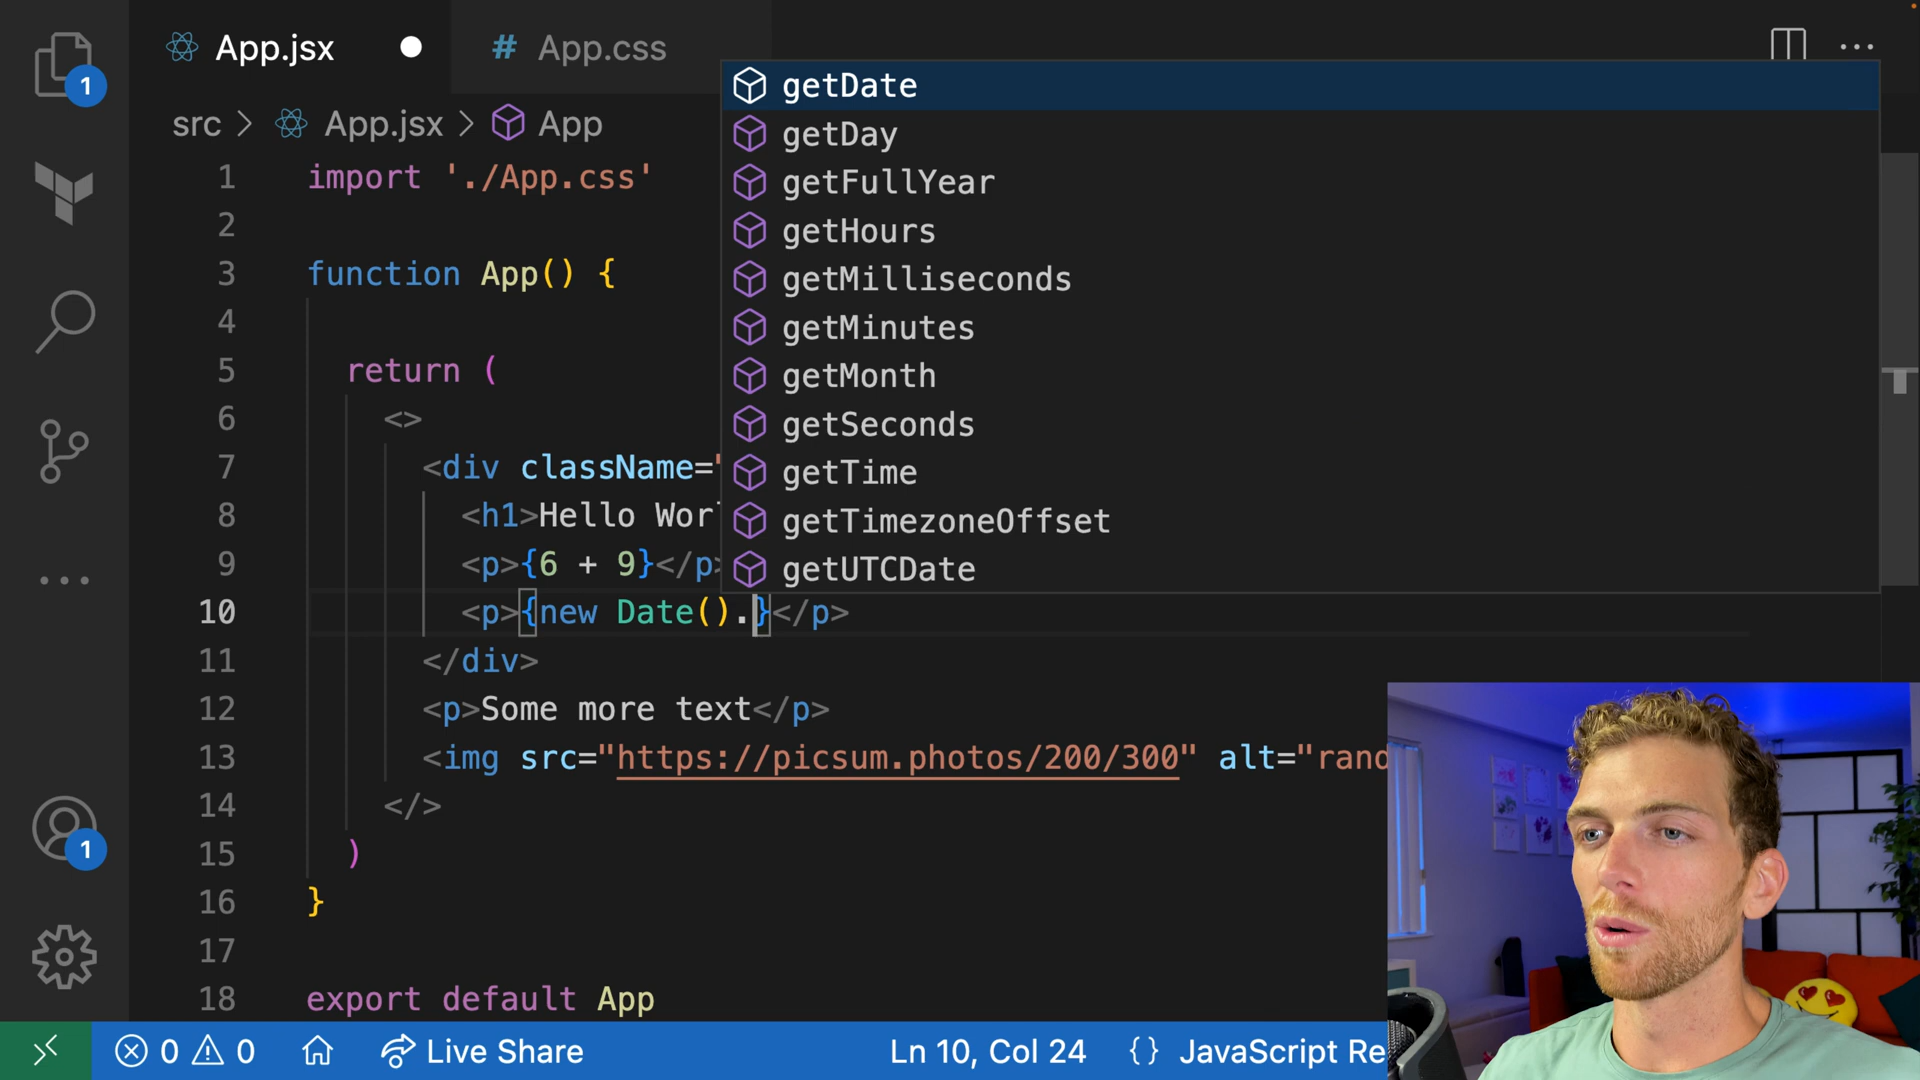 App.jsx
# App.css
src > App.jsx > App
1 import './App.css'
2
3 function App() {
4
5 return (
6 <>
7 <div className="
8 <h1>Hello Worl
9 <p>{6 + 9}</p>
10 <p>{new Date().}</p>
11 </div>
12 <p>Some more text</p>
13 <img src="https://picsum.photos/200/300" alt="rand
14 </>
15 )
16 }
17
18 export default App
getDate
getDay
getFullYear
getHours
getMilliseconds
getMinutes
getMonth
getSeconds
getTime
getTimezoneOffset
getUTCDate
1
1
0 0 Live Share Ln 10, Col 24 {} JavaScript Re